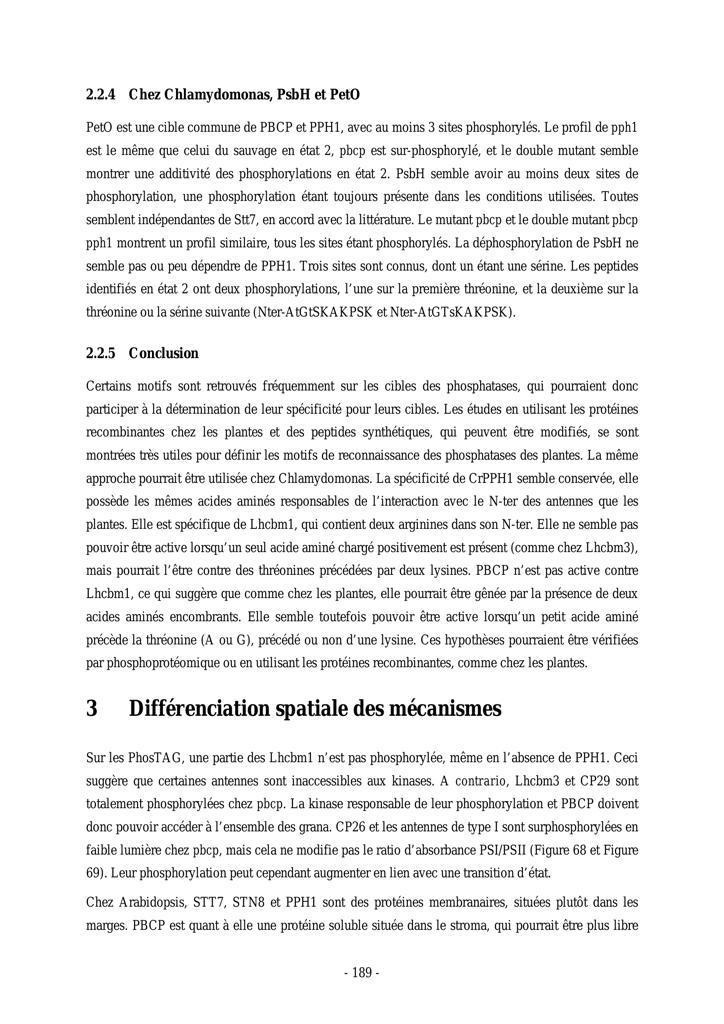 2.2.4 Chez Chlamydomonas, PsbH et PetO
PetO est une cible commune de PBCP et PPH1, avec au moins 3 sites phosphorylés. Le profil de pph1
est le même que celui du sauvage en état 2, pbcp est sur-phosphorylé, et le double mutant semble
montrer une additivité des phosphorylations en état 2. PsbH semble avoir au moins deux sites de
phosphorylation, une phosphorylation étant toujours présente dans les conditions utilisées. Toutes
semblent indépendantes de Stt7, en accord avec la littérature. Le mutant pbcp et le double mutant pbcp
pph1 montrent un profil similaire, tous les sites étant phosphorylés. La déphosphorylation de PsbH ne
semble pas ou peu dépendre de PPH1. Trois sites sont connus, dont un étant une sérine. Les peptides
identifiés en état 2 ont deux phosphorylations, l'une sur la première thréonine, et la deuxième sur la
thréonine ou la sérine suivante (Nter-AtGtSKAKPSK et Nter-AtGTsKAKPSK).
2.2.5 Conclusion
Certains motifs sont retrouvés fréquemment sur les cibles des phosphatases, qui pourraient donc
participer à la détermination de leur spécificité pour leurs cibles. Les études en utilisant les protéines
recombinantes chez les plantes et des peptides synthétiques, qui peuvent être modifiés, se sont
montrées très utiles pour définir les motifs de reconnaissance des phosphatases des plantes. La même
approche pourrait être utilisée chez Chlamydomonas. La spécificité de CrPPH1 semble conservée, elle
possède les mêmes acides aminés responsables de l'interaction avec le N-ter des antennes que les
plantes. Elle est spécifique de Lhcbm1, qui contient deux arginines dans son N-ter. Elle ne semble pas
pouvoir être active lorsqu'un seul acide aminé chargé positivement est présent (comme chez Lhcbm3),
mais pourrait l'être contre des thréonines précédées par deux lysines. PBCP n'est pas active contre
Lhcbm1, ce qui suggère que comme chez les plantes, elle pourrait être gênée par la présence de deux
acides aminés encombrants. Elle semble toutefois pouvoir être active lorsqu'un petit acide aminé
précède la thréonine (A ou G), précédé ou non d'une lysine. Ces hypothèses pourraient être vérifiées
par phosphoprotéomique ou en utilisant les protéines recombinantes, comme chez les plantes.
3 Différenciation spatiale des mécanismes
Sur les PhosTAG, une partie des Lhcbm1 n'est pas phosphorylée, même en l'absence de PPH1. Ceci
suggère que certaines antennes sont inaccessibles aux kinases. A contrario, Lhcbm3 et CP29 sont
totalement phosphorylées chez pbcp. La kinase responsable de leur phosphorylation et PBCP doivent
donc pouvoir accéder à l'ensemble des grana. CP26 et les antennes de type I sont surphosphorylées en
faible lumière chez pbcp, mais cela ne modifie pas le ratio d'absorbance PSI/PSII (Figure 68 et Figure
69). Leur phosphorylation peut cependant augmenter en lien avec une transition d'état.
Chez Arabidopsis, STT7, STN8 et PPH1 sont des protéines membranaires, situées plutôt dans les
marges. PBCP est quant à elle une protéine soluble située dans le stroma, qui pourrait être plus libre
- 189 -